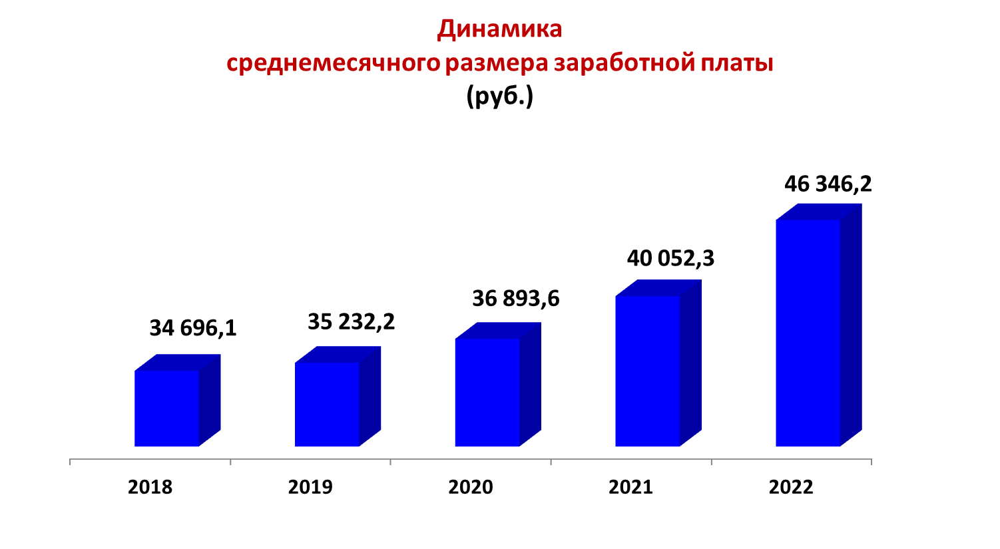 Динамика
среднемесячного размера заработной платы
(руб.)
46 346,2
40 052,3
36 893,6
35 232,2
34 696,1
2018 2019 2020 2021 2022